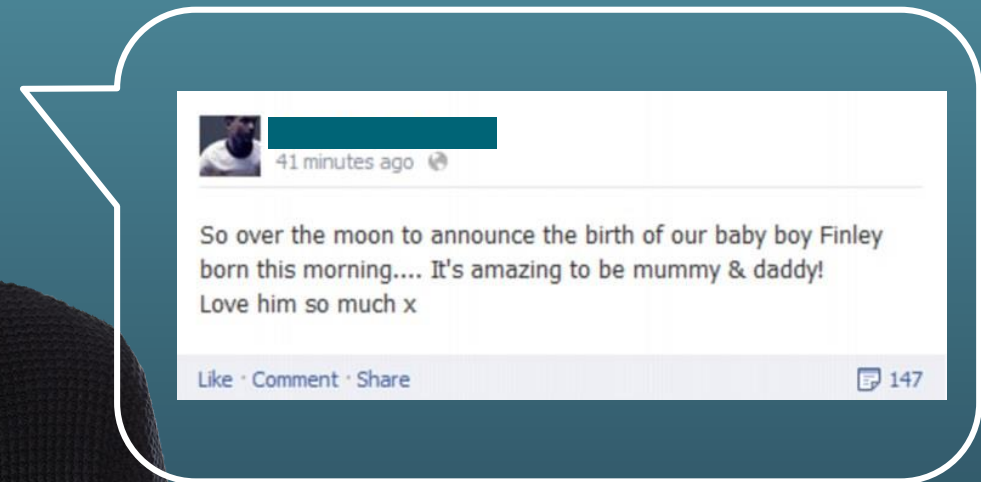 41 minutes ago
So over the moon to announce the birth of our baby boy Finley
born this morning.... It's amazing to be mummy & daddy!
Love him so much x
Like · Comment · Share
147